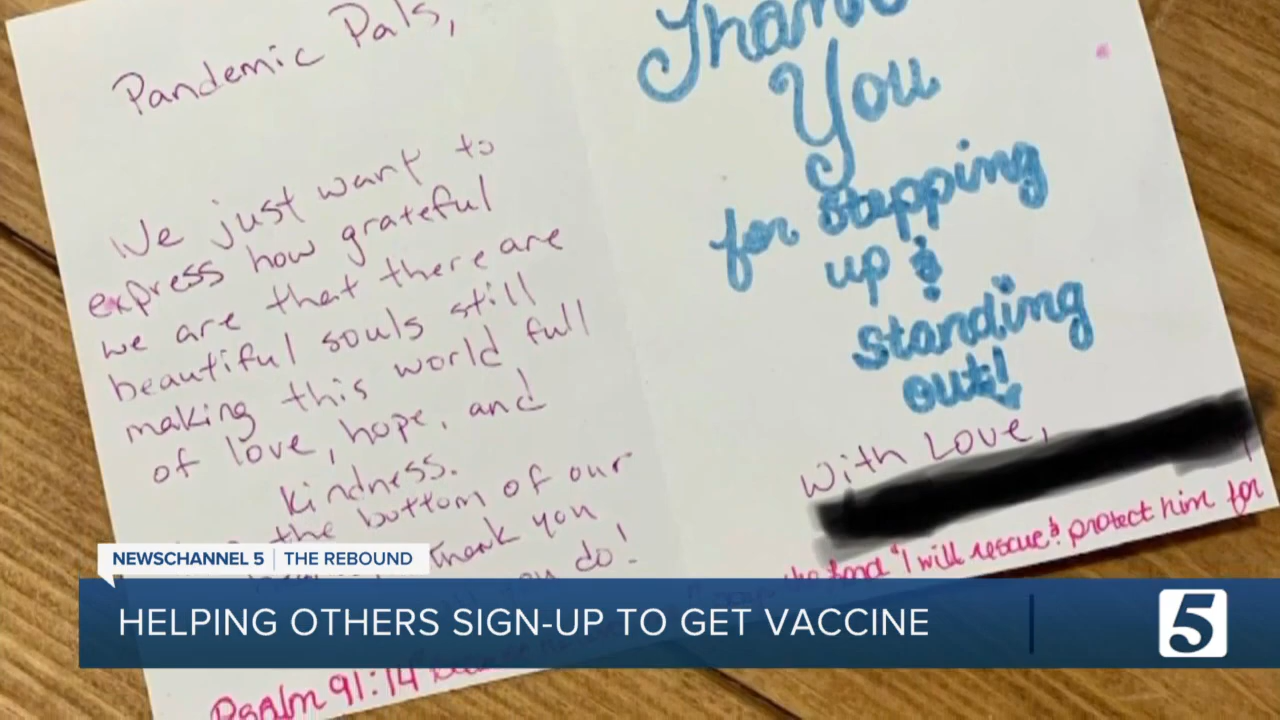 Pandemic Pals,
We just want to
express how grateful
we are that there are
beautiful souls still
making this world full
of love, hope, and
kindness.
the bottom of our
thank you
you do!
Psalm 91:14
Thank
You
for stepping
up &
standing
out!
With Love,
the Lord "I will rescue & protect him for
NEWSCHANNEL 5 | THE REBOUND
HELPING OTHERS SIGN-UP TO GET VACCINE
5